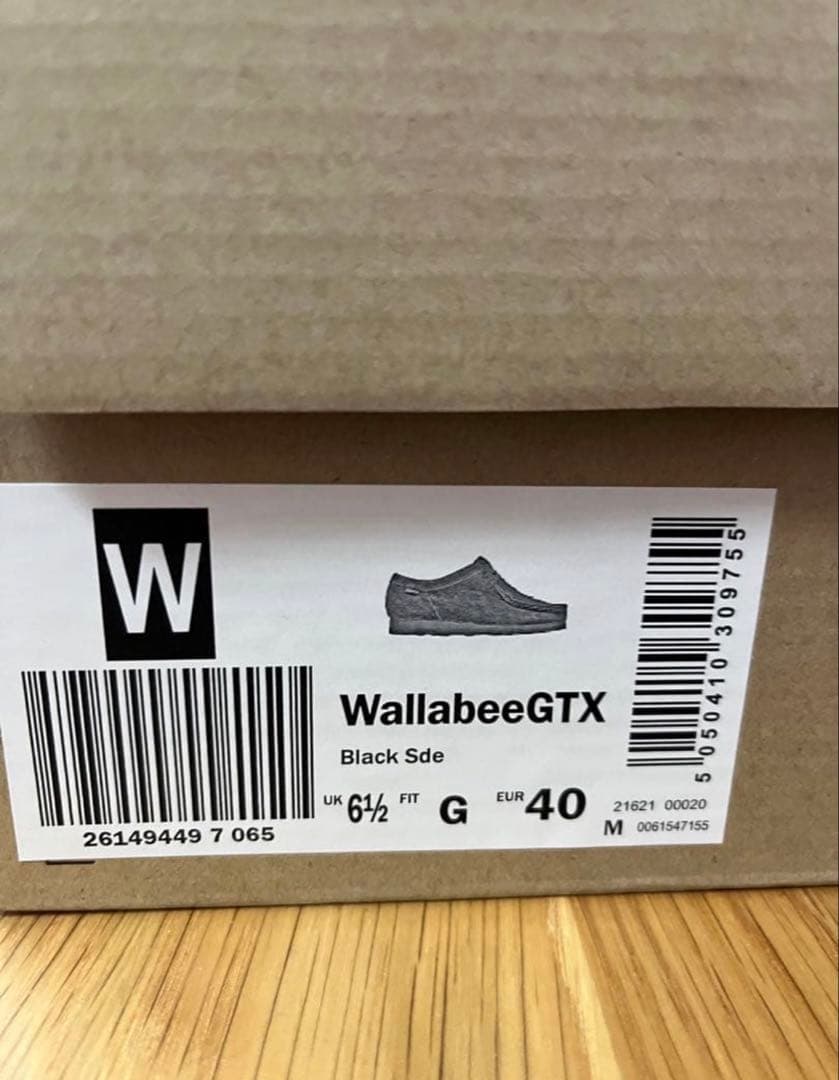 W
26149449 7 065
WallabeeGTX
Black Sde
UK 6½ FIT G EUR 40
5 050410 309755
21621 00020
M 0061547155